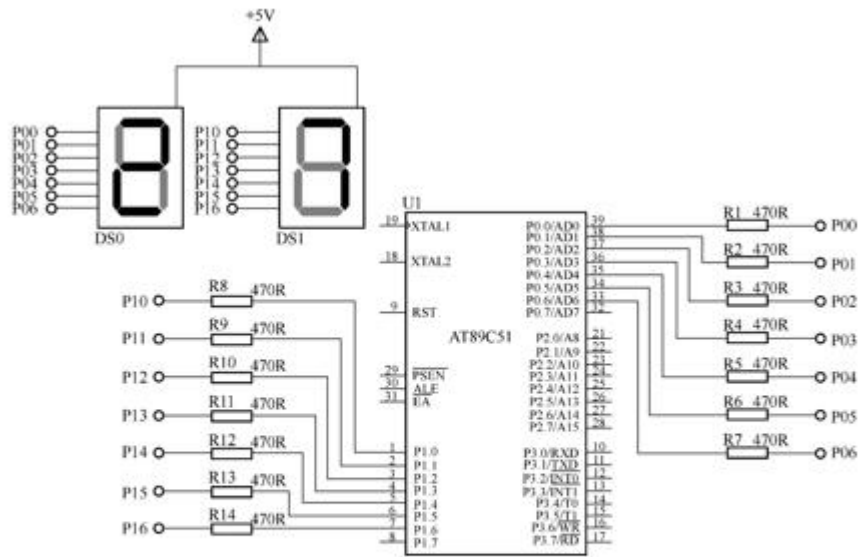 +5V
P00
P01
P02
P03
P04
P05
P06
DS0
P10
P11
P12
P13
P14
P15
P16
DS1
U1
19 XTAL1
18 XTAL2
9 RST
29 PSEN
30 ALE
31 EA
1 P1.0
2 P1.1
3 P1.2
4 P1.3
5 P1.4
6 P1.5
7 P1.6
8 P1.7
AT89C51
P0.0/AD0 39
P0.1/AD1 38
P0.2/AD2 37
P0.3/AD3 36
P0.4/AD4 35
P0.5/AD5 34
P0.6/AD6 33
P0.7/AD7 32
P2.0/A8 21
P2.1/A9 22
P2.2/A10 23
P2.3/A11 24
P2.4/A12 25
P2.5/A13 26
P2.6/A14 27
P2.7/A15 28
P3.0/RXD 10
P3.1/TXD 11
P3.2/INT0 12
P3.3/INT1 13
P3.4/T0 14
P3.5/T1 15
P3.6/WR 16
P3.7/RD 17
R1 470R P00
R2 470R P01
R3 470R P02
R4 470R P03
R5 470R P04
R6 470R P05
R7 470R P06
P10 R8 470R
P11 R9 470R
P12 R10 470R
P13 R11 470R
P14 R12 470R
P15 R13 470R
P16 R14 470R